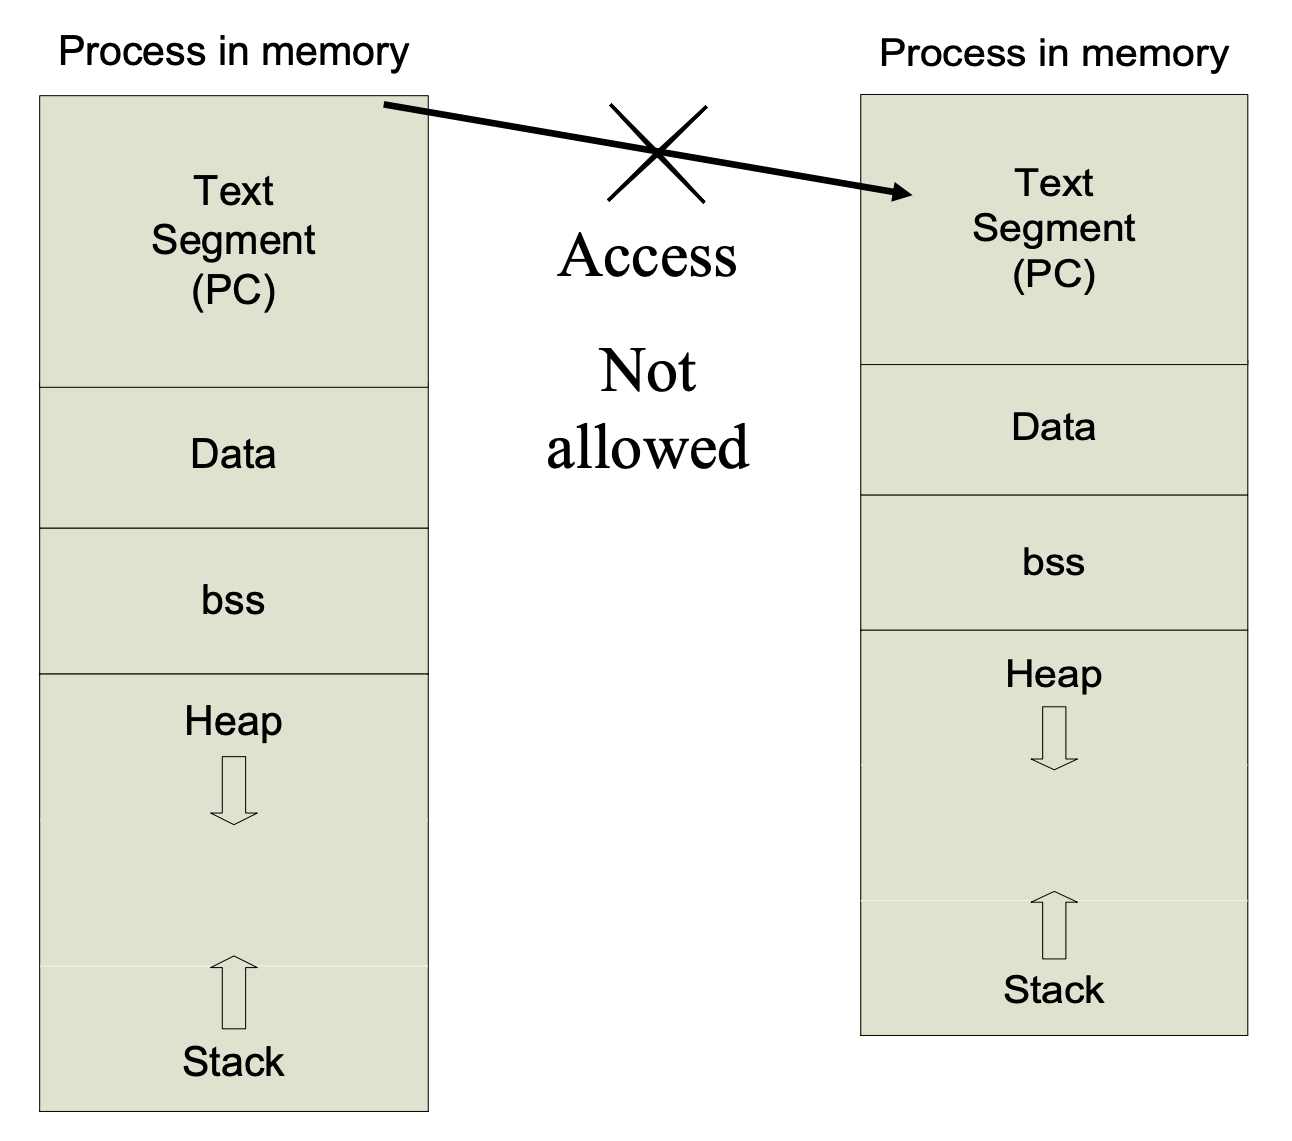 Process in memory
Text
Segment
(PC)
Data
bss
Heap
Stack
Access
Not
allowed
Process in memory
Text
Segment
(PC)
Data
bss
Heap
Stack